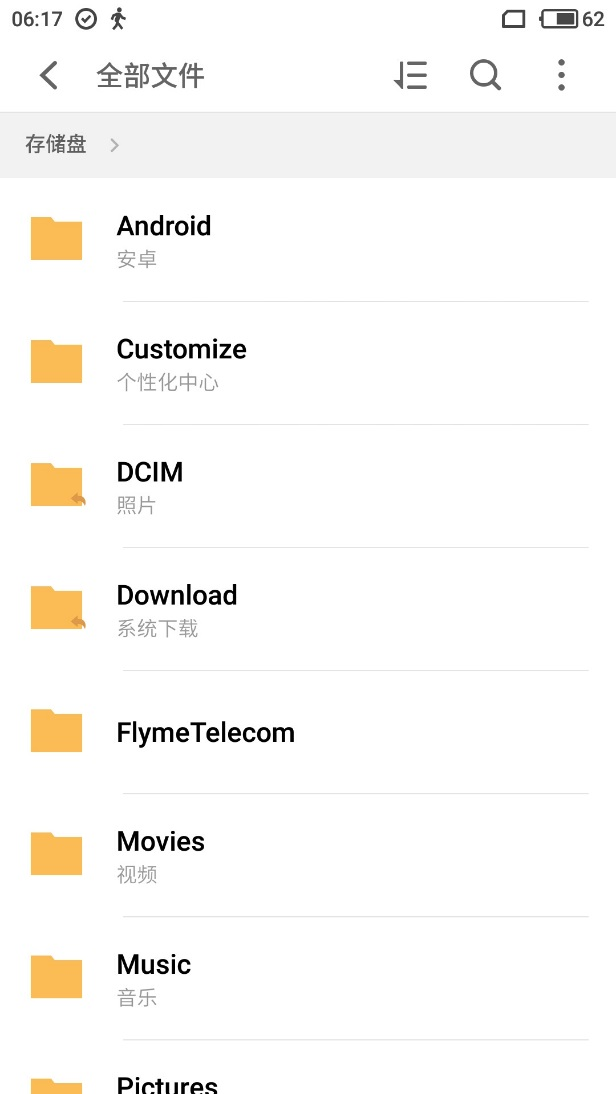 06:17
62
全部文件
存储盘
Android
安卓
Customize
个性化中心
DCIM
照片
Download
系统下载
FlymeTelecom
Movies
视频
Music
音乐
Pictures